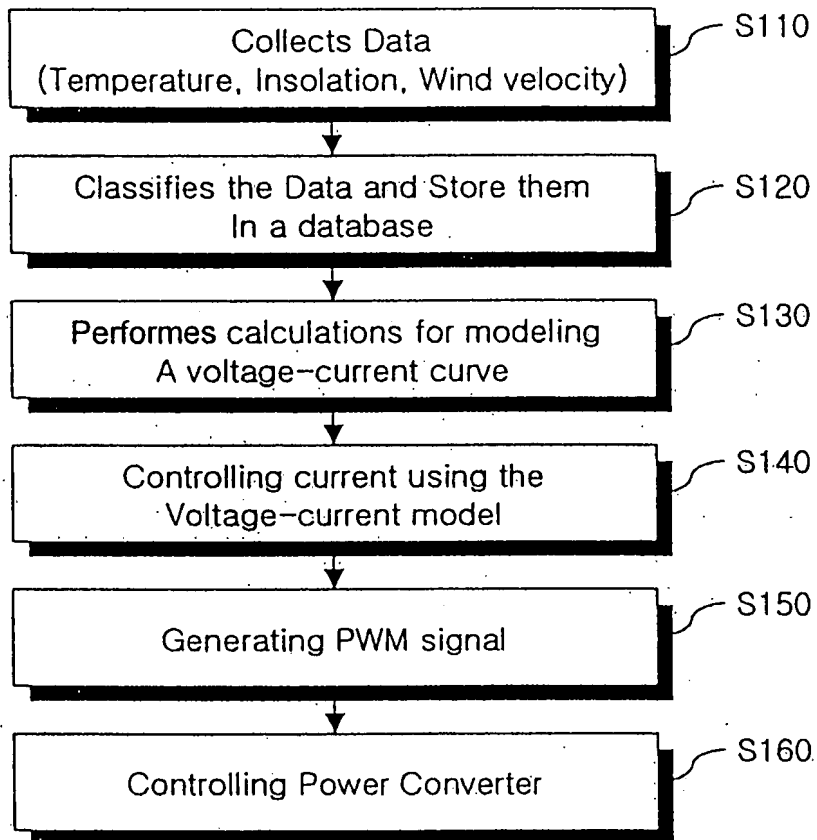 Collects Data
(Temperature, Insolation, Wind velocity)
S110
Classifies the Data and Store them
In a database
S120
Performes calculations for modeling
A voltage-current curve
S130
Controlling current using the
Voltage-current model
S140
Generating PWM signal
S150
Controlling Power Converter
S160